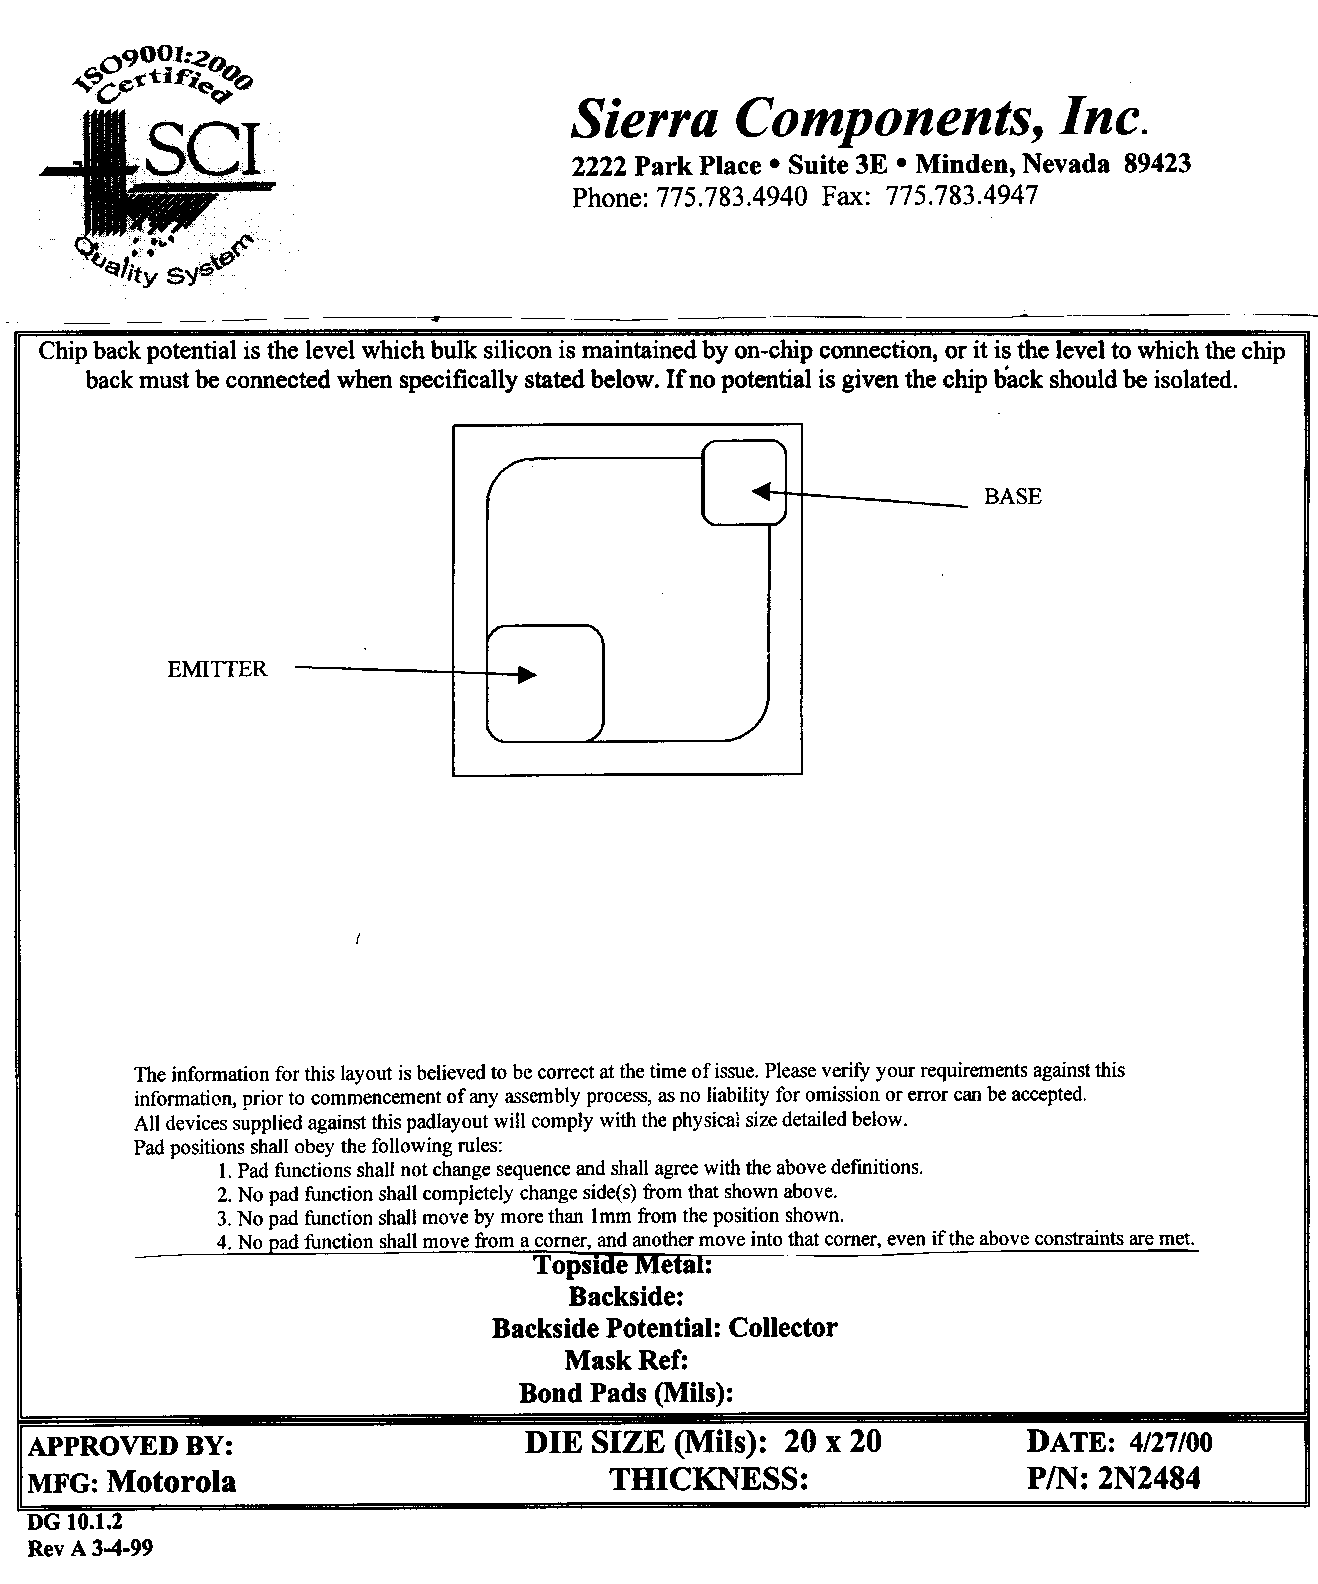 ISO9001:2000
Certified
SCI
Quality System
Sierra Components, Inc.
2222 Park Place • Suite 3E • Minden, Nevada 89423
Phone: 775.783.4940 Fax: 775.783.4947
Chip back potential is the level which bulk silicon is maintained by on-chip connection, or it is the level to which the chip
back must be connected when specifically stated below. If no potential is given the chip back should be isolated.
BASE
EMITTER
The information for this layout is believed to be correct at the time of issue. Please verify your requirements against this
information, prior to commencement of any assembly process, as no liability for omission or error can be accepted.
All devices supplied against this padlayout will comply with the physical size detailed below.
Pad positions shall obey the following rules:
1. Pad functions shall not change sequence and shall agree with the above definitions.
2. No pad function shall completely change side(s) from that shown above.
3. No pad function shall move by more than 1mm from the position shown.
4. No pad function shall move from a corner, and another move into that corner, even if the above constraints are met.
Topside Metal:
Backside:
Backside Potential: Collector
Mask Ref:
Bond Pads (Mils):
APPROVED BY:
DIE SIZE (Mils): 20 x 20
DATE: 4/27/00
MFG: Motorola
THICKNESS:
P/N: 2N2484
DG 10.1.2
Rev A 3-4-99